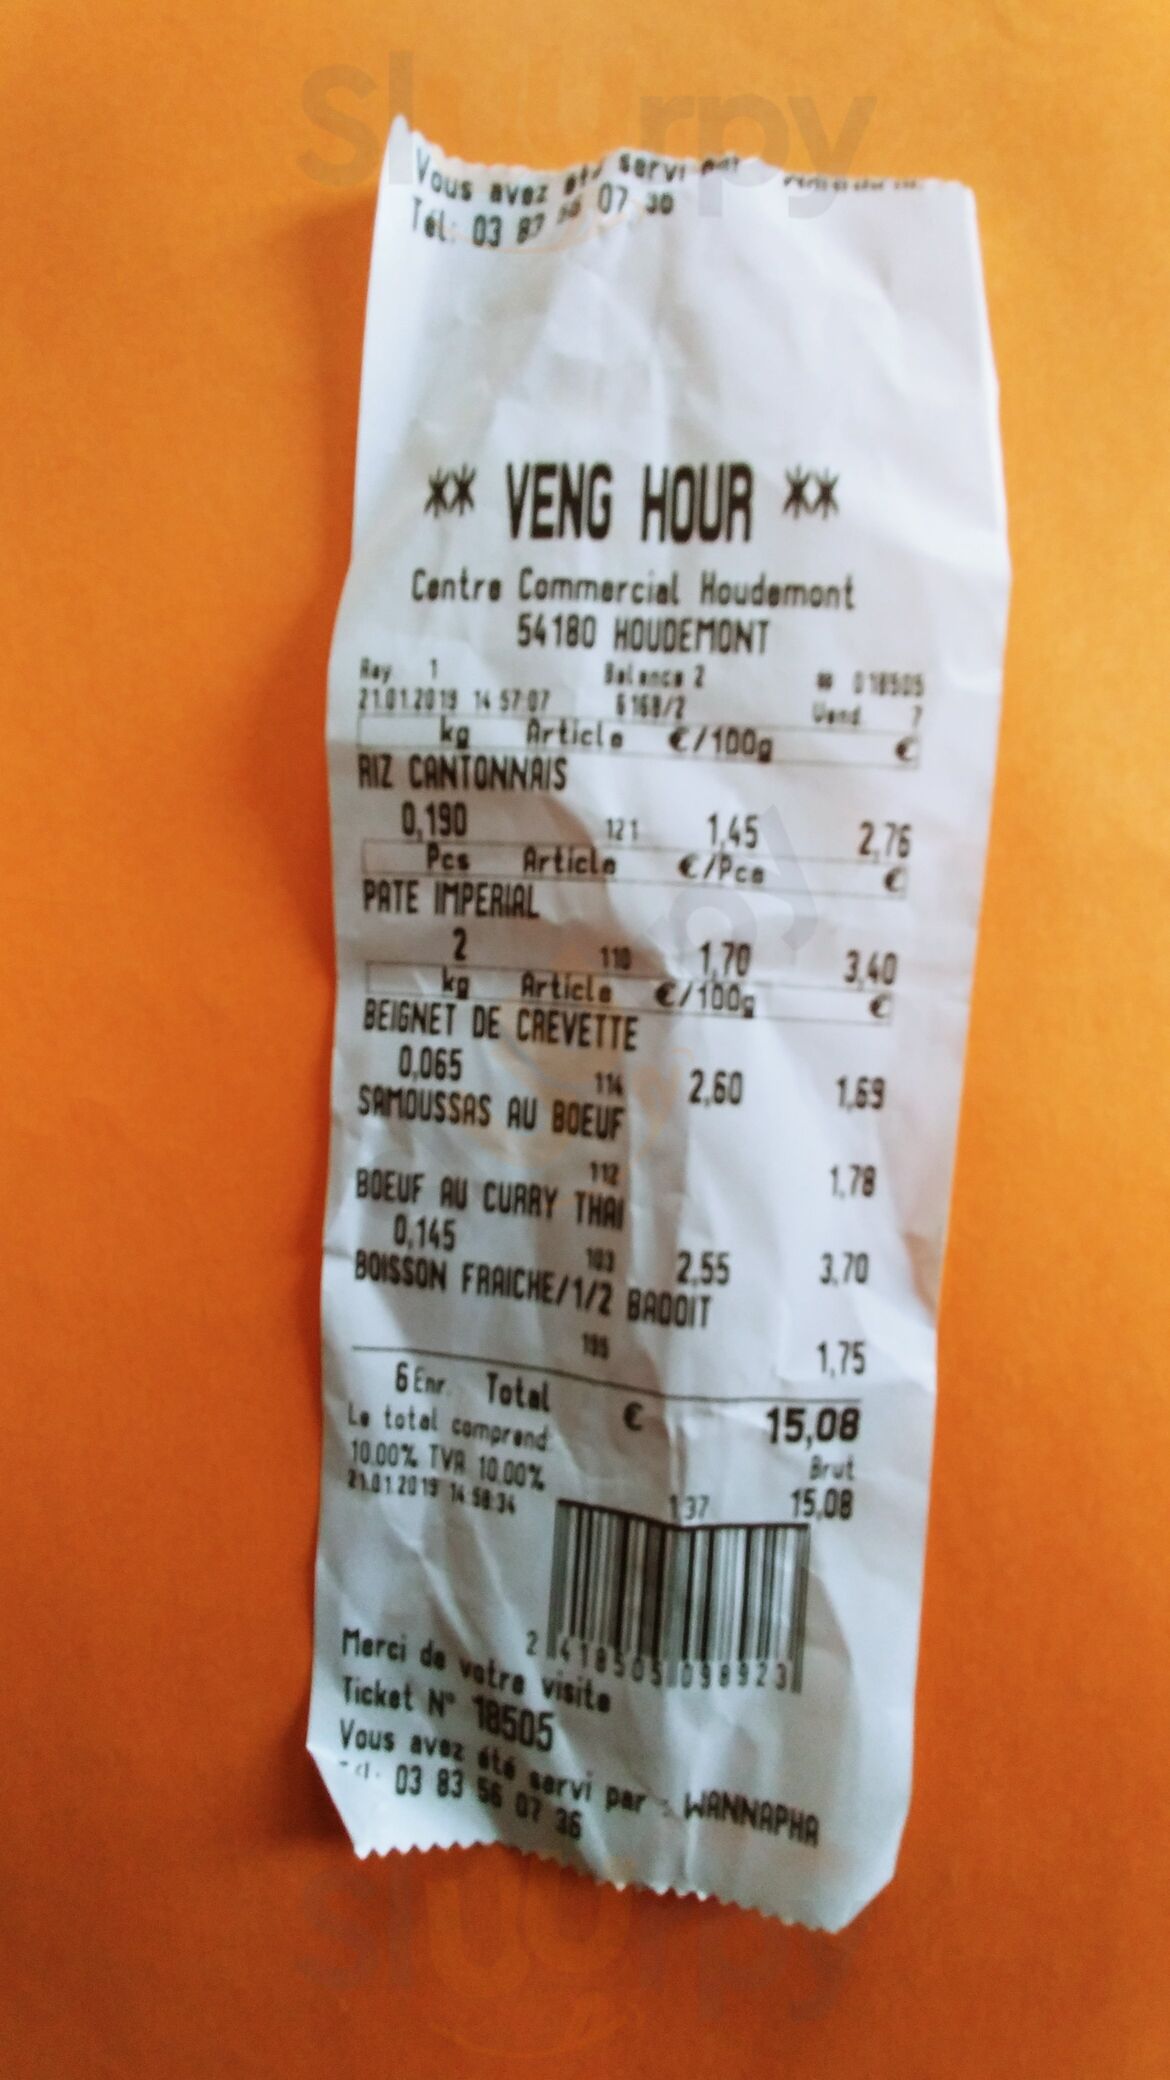 Slurpy
Vous avez été servi par
Tél: 03 83 56 07 36
** VENG HOUR **
Centre Commercial Houdemont
54180 HOUDEMONT
Ray 1 Balance 2 018505
21.01.2019 14 57:07 6168/2 Vend 7
kg Article €/100g €
RIZ CANTONNAIS
0,190 121 1,45 2,76
Pcs Article €/Pce €
PATE IMPERIAL
2 110 1,70 3,40
kg Article €/100g €
BEIGNET DE CREVETTE
0,065 114 2,60 1,69
SAMOUSSAS AU BOEUF
112 1,78
BOEUF AU CURRY THAI
0,145 103 2,55 3,70
BOISSON FRAICHE/1/2 BADOIT
195 1,75
6 Enr. Total € 15,08
Le total comprend Brut
10.00% TVA 10.00% 1,37 15,08
21.01.2019 14 58:34
2 418505 098923
Merci de votre visite
Ticket N° 18505
Vous avez été servi par : WANNAPHA
03 83 56 07 36
Slurpy